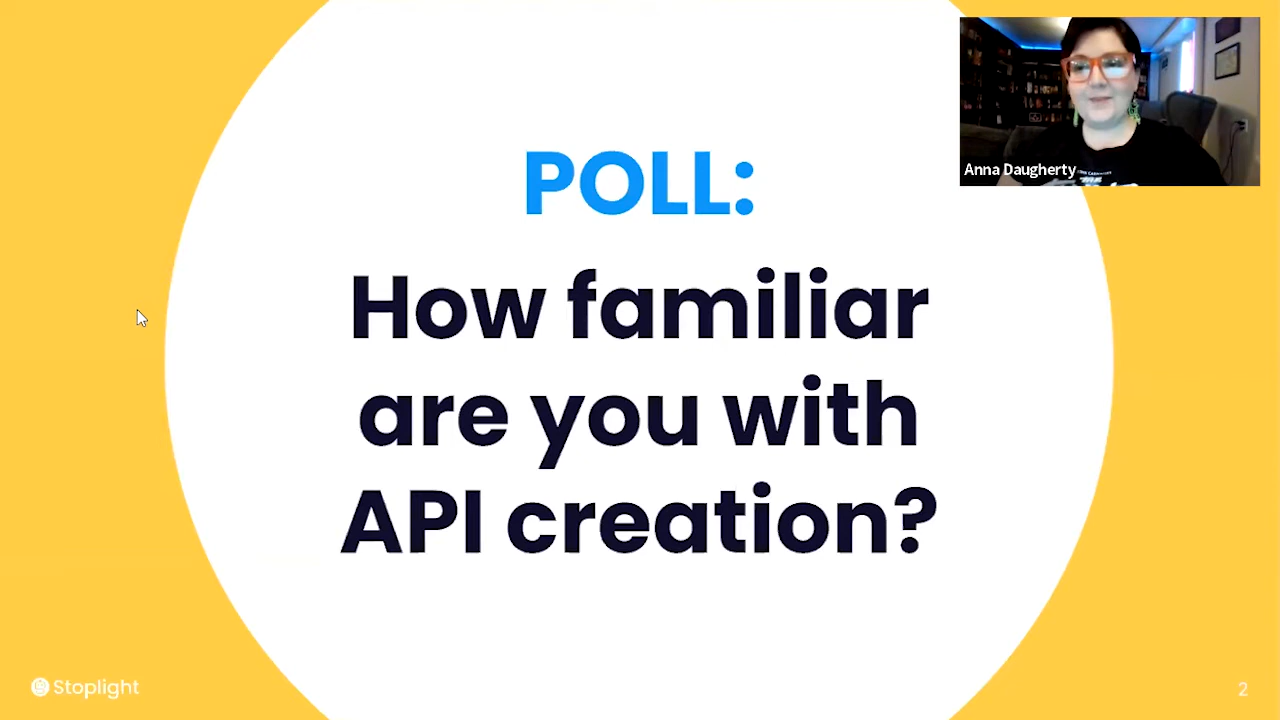 POLL:
How familiar
are you with
API creation?
Anna Daugherty
Stoplight
2